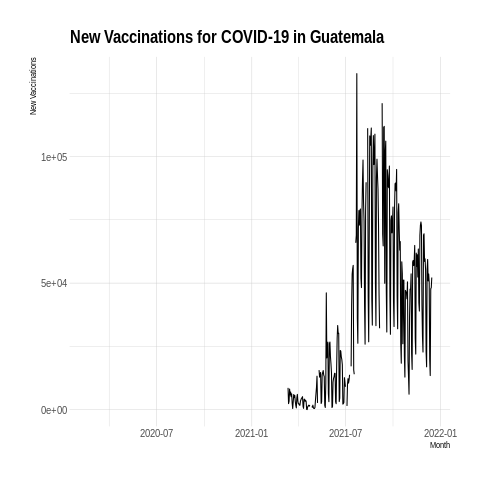 New Vaccinations for COVID-19 in Guatemala
New Vaccinations
1e+05
5e+04
0e+00
2020-07
2021-01
2021-07
2022-01
Month